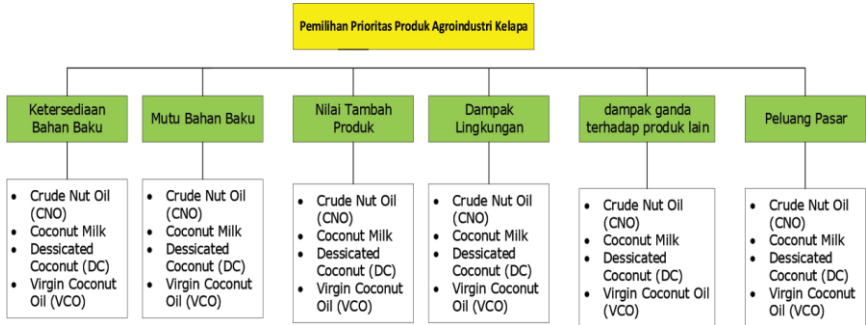 Pemilihan Prioritas Produk Agroindustri Kelapa
Ketersediaan
Bahan Baku
Mutu Bahan Baku
Nilai Tambah
Produk
Dampak
Lingkungan
dampak ganda
terhadap produk lain
Peluang Pasar
• Crude Nut Oil
(CNO)
• Coconut Milk
• Dessicated
Coconut (DC)
• Virgin Coconut
Oil (VCO)
• Crude Nut Oil
(CNO)
• Coconut Milk
• Dessicated
Coconut (DC)
• Virgin Coconut
Oil (VCO)
• Crude Nut Oil
(CNO)
• Coconut Milk
• Dessicated
Coconut (DC)
• Virgin Coconut
Oil (VCO)
• Crude Nut Oil
(CNO)
• Coconut Milk
• Dessicated
Coconut (DC)
• Virgin Coconut
Oil (VCO)
• Crude Nut Oil
(CNO)
• Coconut Milk
• Dessicated
Coconut (DC)
• Virgin Coconut Oil
(VCO)
• Crude Nut Oil
(CNO)
• Coconut Milk
• Dessicated
Coconut (DC)
• Virgin Coconut
Oil (VCO)